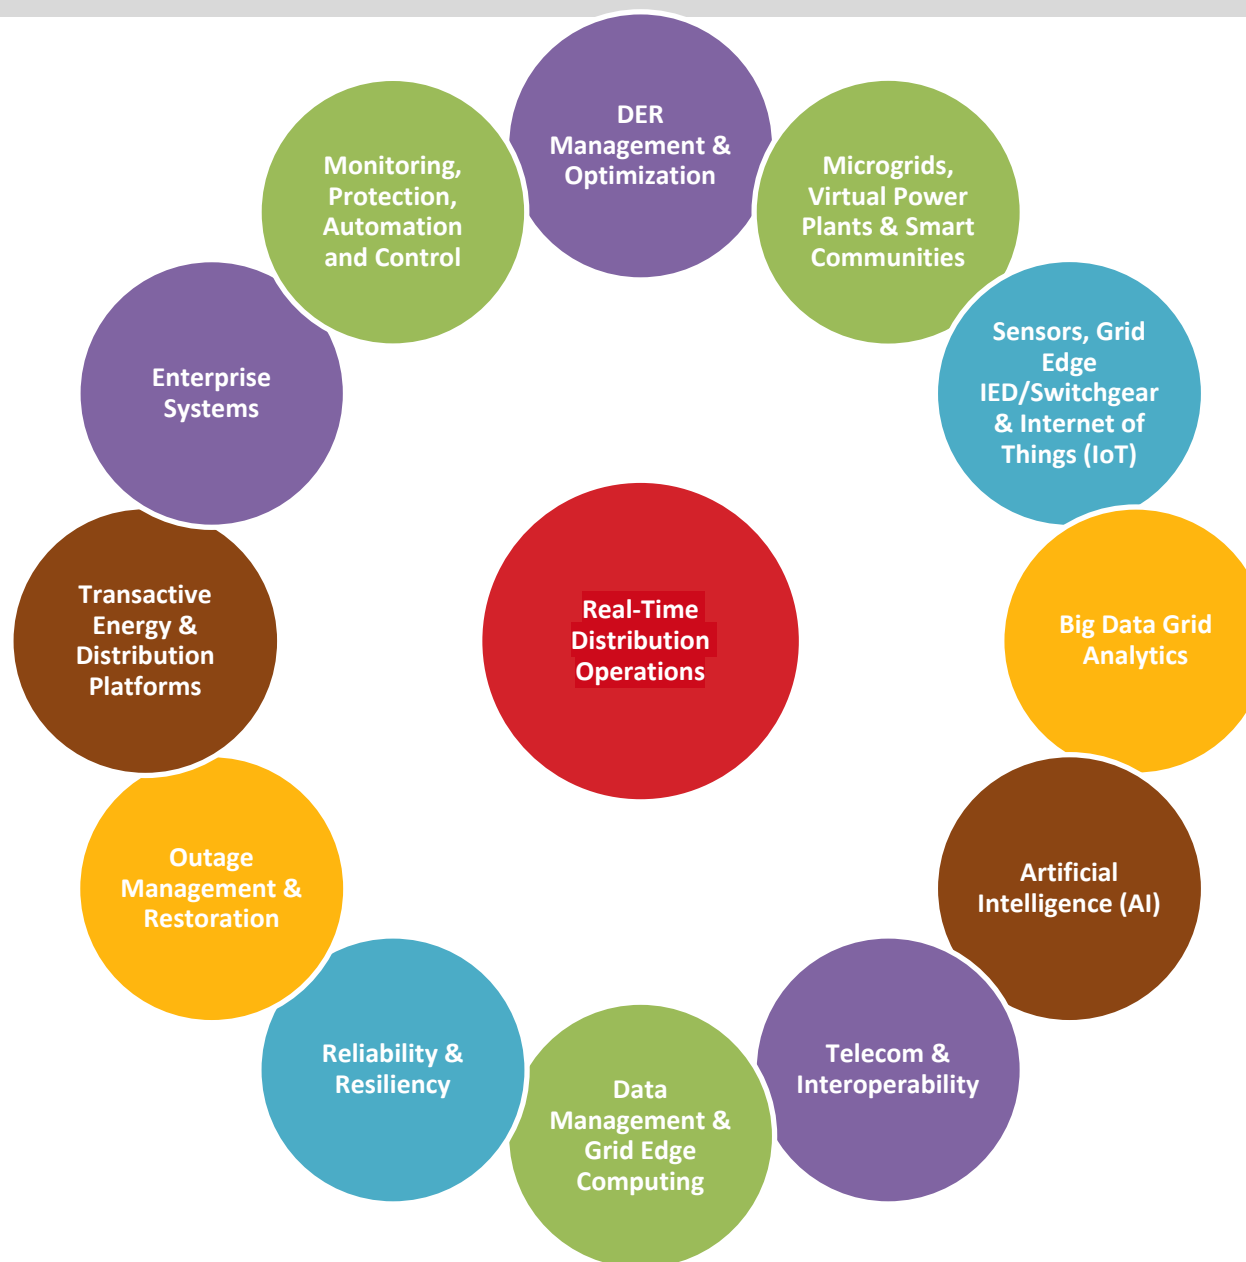 DER
Management &
Optimization
Microgrids,
Virtual Power
Plants & Smart
Communities
Sensors, Grid
Edge
IED/Switchgear
& Internet of
Things (IoT)
Big Data Grid
Analytics
Artificial
Intelligence (AI)
Telecom &
Interoperability
Data
Management &
Grid Edge
Computing
Reliability &
Resiliency
Outage
Management &
Restoration
Transactive
Energy &
Distribution
Platforms
Enterprise
Systems
Monitoring,
Protection,
Automation
and Control
Real-Time
Distribution
Operations